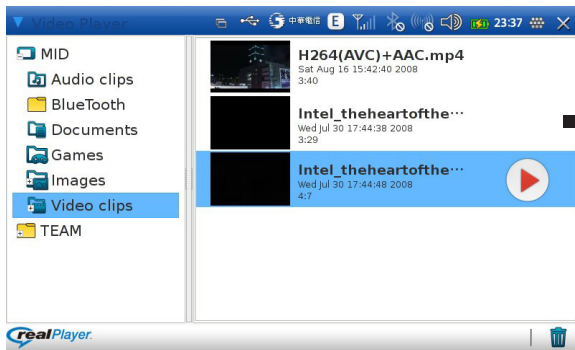 Video Player
中華電信 E 23:37
MID
Audio clips
BlueTooth
Documents
Games
Images
Video clips
TEAM
H264(AVC)+AAC.mp4
Sat Aug 16 15:42:40 2008
3:40
Intel_theheartofthe···
Wed Jul 30 17:44:38 2008
3:29
Intel_theheartofthe···
Wed Jul 30 17:44:48 2008
4:7
realPlayer.